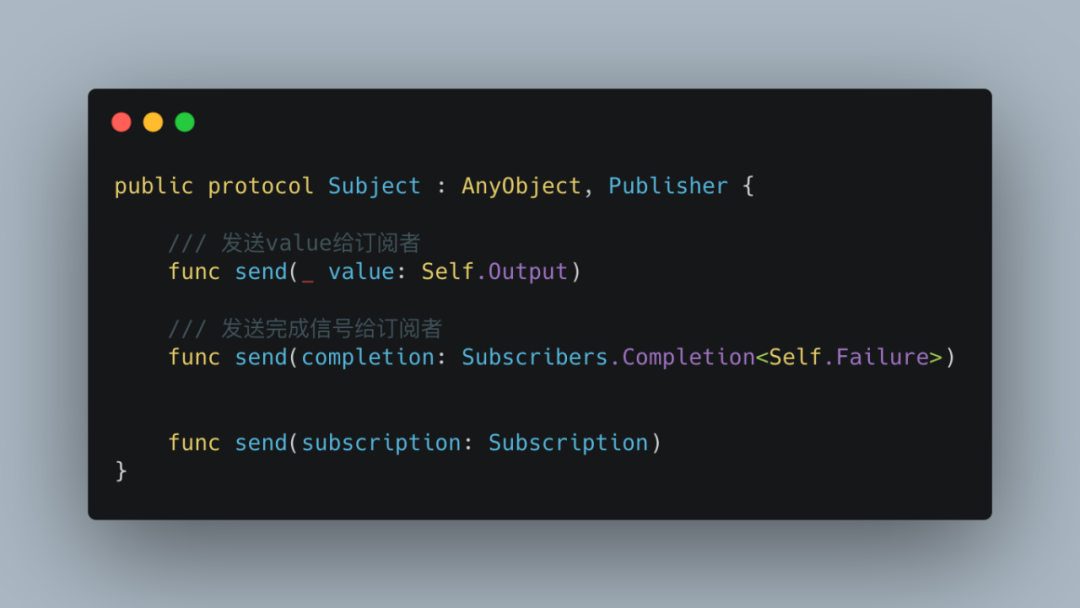 public protocol Subject : AnyObject, Publisher {
/// 发送value给订阅者
func send(_ value: Self.Output)
/// 发送完成信号给订阅者
func send(completion: Subscribers.Completion<Self.Failure>)
func send(subscription: Subscription)
}